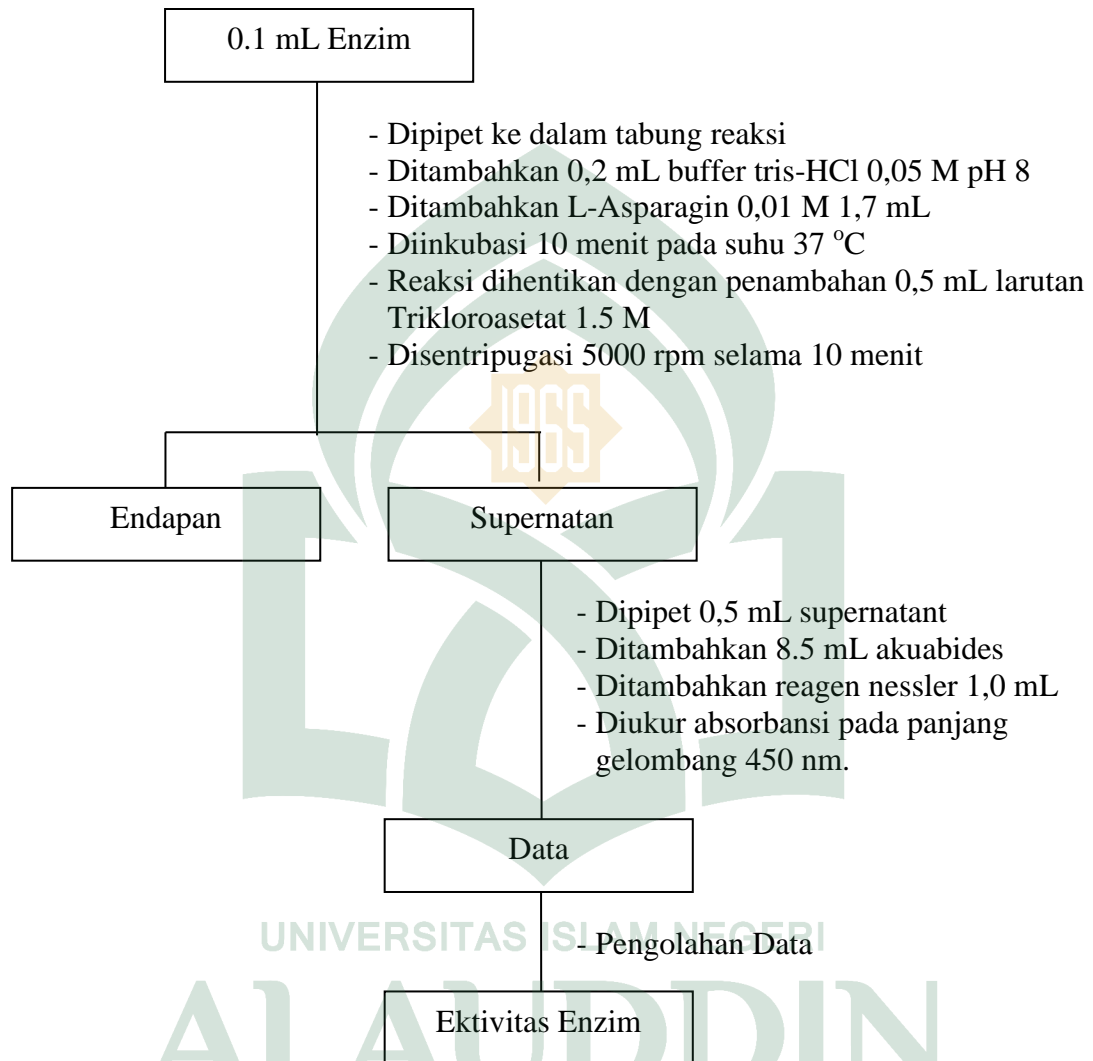 0.1 mL Enzim
- Dipipet ke dalam tabung reaksi
- Ditambahkan 0,2 mL buffer tris-HCl 0,05 M pH 8
- Ditambahkan L-Asparagin 0,01 M 1,7 mL
- Diinkubasi 10 menit pada suhu 37 °C
- Reaksi dihentikan dengan penambahan 0,5 mL larutan
Trikloroasetat 1.5 M
- Disentripugasi 5000 rpm selama 10 menit
1965
Endapan
Supernatan
- Dipipet 0,5 mL supernatant
- Ditambahkan 8.5 mL akuabides
- Ditambahkan reagen nessler 1,0 mL
- Diukur absorbansi pada panjang
gelombang 450 nm.
Data
UNIVERSITAS ISLAM NEGERI
- Pengolahan Data
ALAUDDIN
Ektivitas Enzim